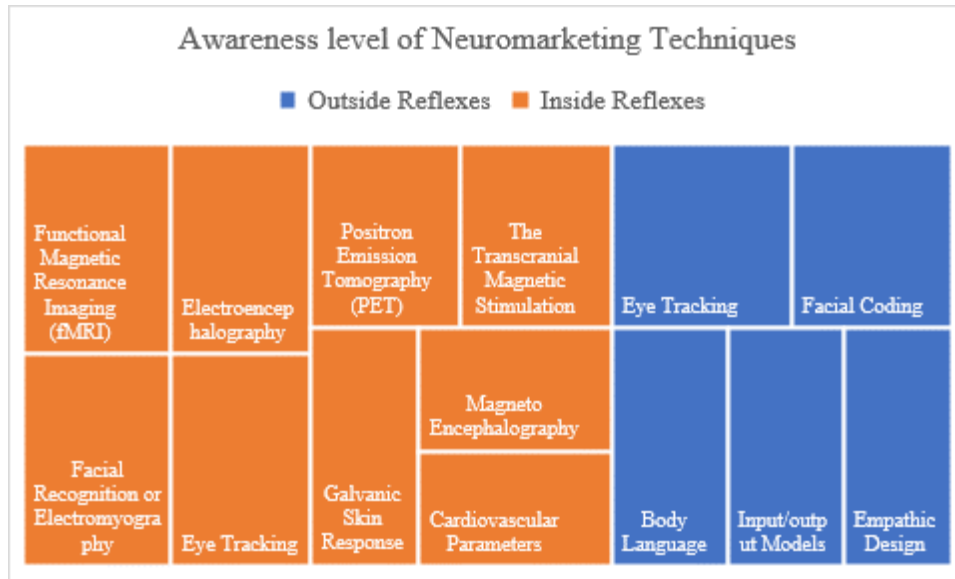 Awareness level of Neuromarketing Techniques
Outside Reflexes
Inside Reflexes
Functional
Magnetic
Resonance
Imaging
(fMRI)
Electroencep
halography
Positron
Emission
Tomography
(PET)
The
Transcranial
Magnetic
Stimulation
Eye Tracking
Facial Coding
Facial
Recognition or
Electromyogra
phy
Eye Tracking
Galvanic
Skin
Response
Magneto
Encephalography
Cardiovascular
Parameters
Body
Language
Input/outp
ut Models
Empathic
Design